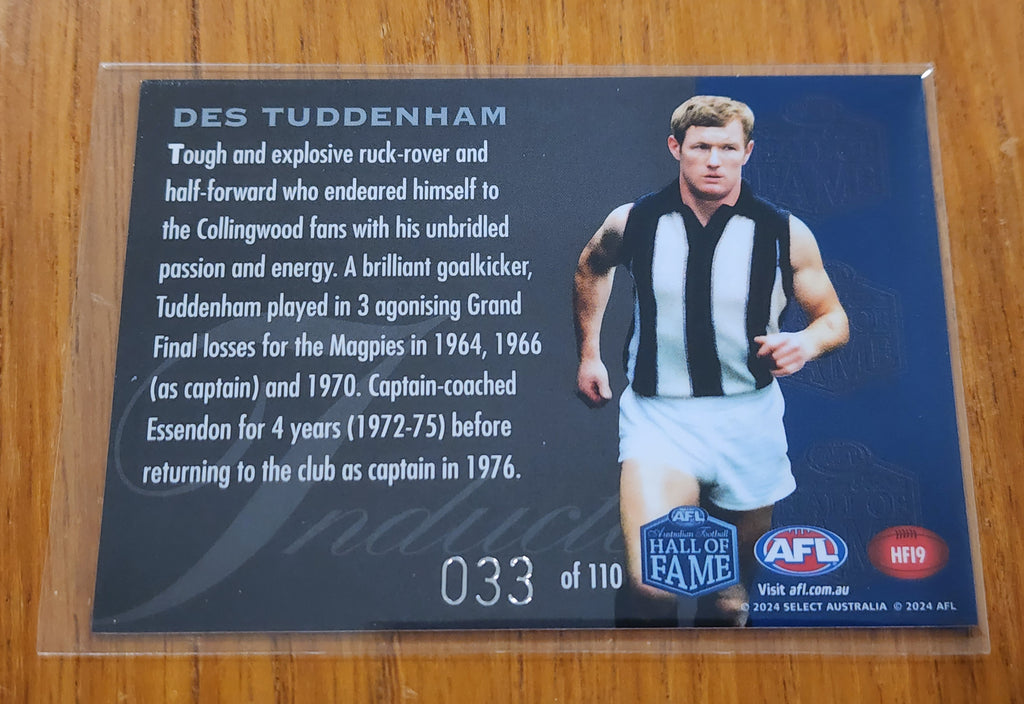 DES TUDDENHAM
Tough and explosive ruck-rover and
half-forward who endeared himself to
the Collingwood fans with his unbridled
passion and energy. A brilliant goalkicker,
Tuddenham played in 3 agonising Grand
Final losses for the Magpies in 1964, 1966
(as captain) and 1970. Captain-coached
Essendon for 4 years (1972-75) before
returning to the club as captain in 1976.
Inductee
033 of 110
AFL
Australian Football
HALL OF
FAME
AFL
HF19
Visit afl.com.au
© 2024 SELECT AUSTRALIA © 2024 AFL